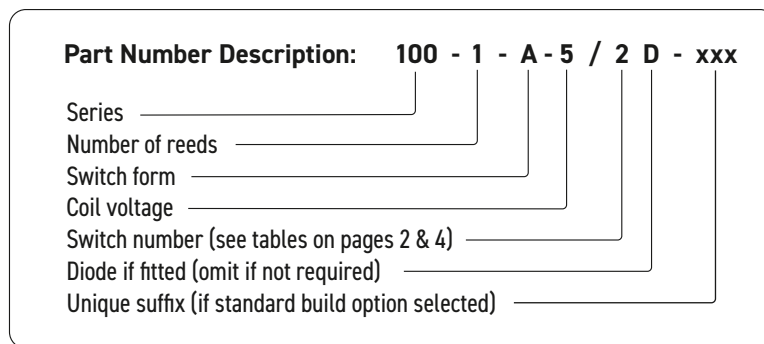 Part Number Description: 100 - 1 - A - 5 / 2 D - xxx
Series
Number of reeds
Switch form
Coil voltage
Switch number (see tables on pages 2 & 4)
Diode if fitted (omit if not required)
Unique suffix (if standard build option selected)